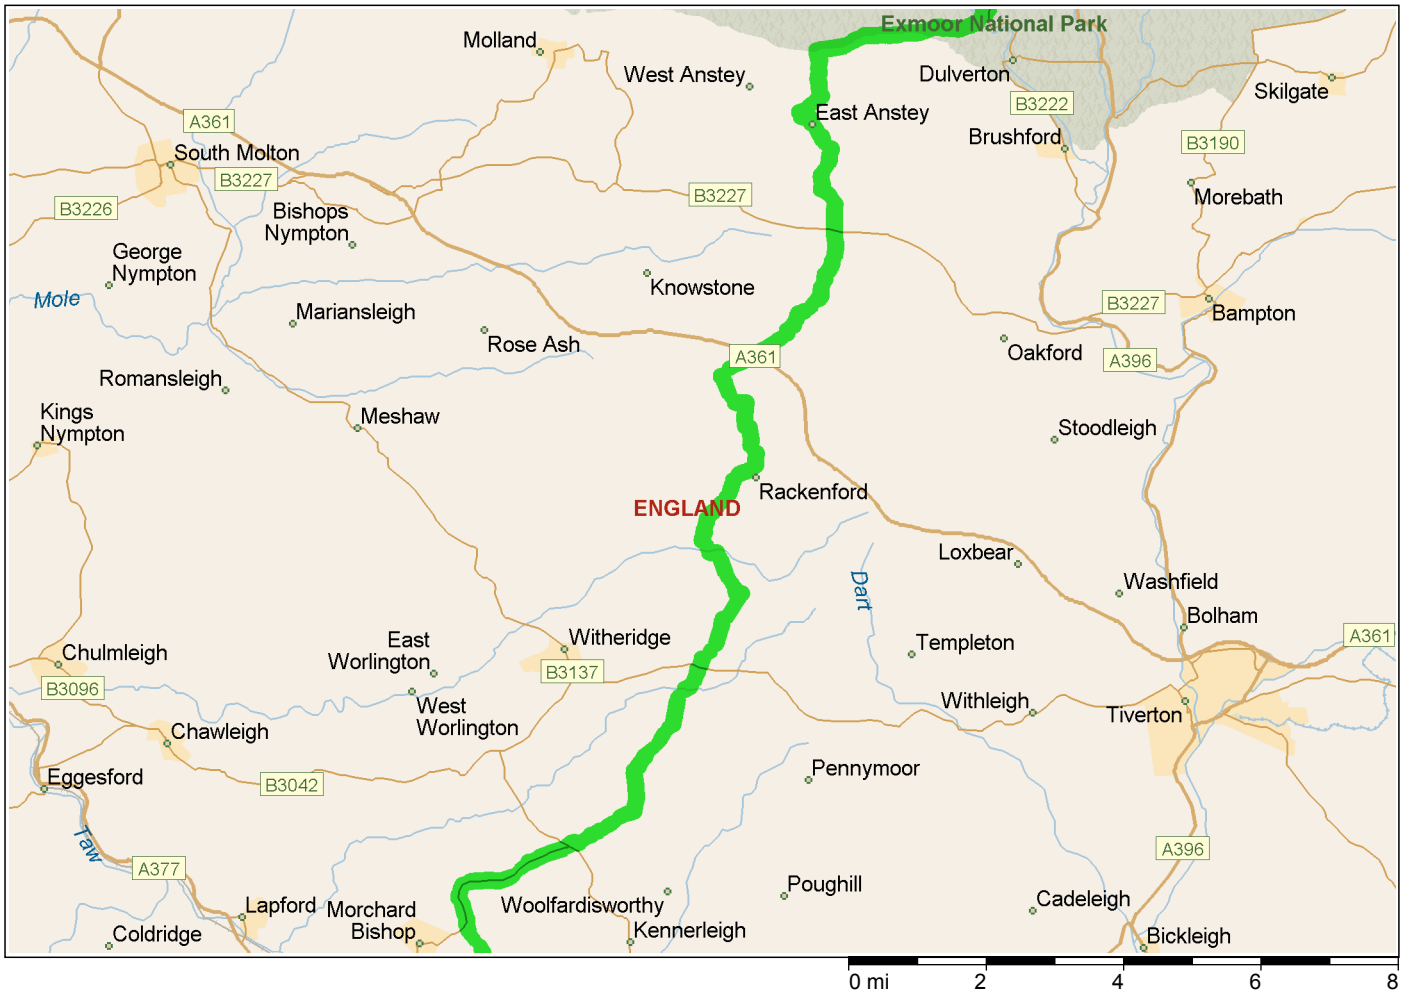 Exmoor National Park
Molland
West Anstey
Dulverton
Skilgate
B3222
A361
East Anstey
Brushford
B3190
South Molton
B3227
B3227
Morebath
B3226
Bishops
Nympton
George
Nympton
Knowstone
Mole
Mariansleigh
B3227
Bampton
Rose Ash
A361
Oakford
A396
Romansleigh
Kings
Nympton
Meshaw
Stoodleigh
Rackenford
ENGLAND
Loxbear
Dart
Washfield
Bolham
A361
Chulmleigh
East
Worlington
Witheridge
Templeton
B3096
B3137
West
Worlington
Withleigh
Tiverton
Chawleigh
Eggesford
B3042
Pennymoor
Taw
A377
A396
Lapford
Morchard
Bishop
Woolfardisworthy
Poughill
Cadeleigh
Coldridge
Kennerleigh
Bickleigh
0 mi 2 4 6 8